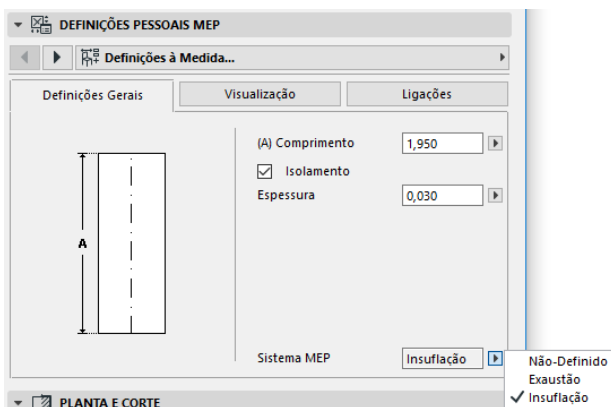 DEFINIÇÕES PESSOAIS MEP
Definições à Medida...
Definições Gerais Visualização Ligações
(A) Comprimento 1,950
Isolamento
Espessura 0,030
A
Sistema MEP Insuflação
Não-Definido
Exaustão
Insuflação
PLANTA E CORTE